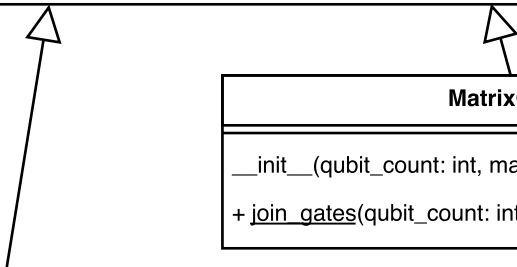 Matrix
__init__(qubit_count: int, ma
+ join_gates(qubit_count: int